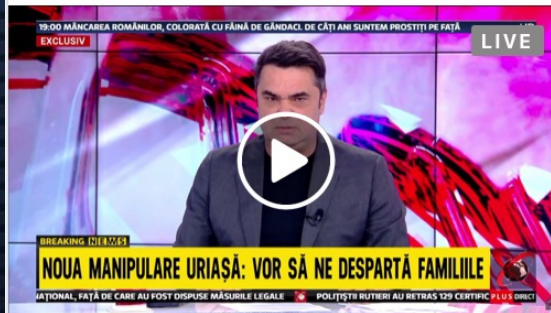 19:00 MÂNCAREA ROMÂNILOR, COLORATĂ CU FĂINĂ DE GÂNDACI. DE CÂȚI ANI SUNTEM PROSTIȚI PE FAȚĂ
EXCLUSIV
LIVE
BREAKING NEWS
NOUA MANIPULARE URIAȘĂ: VOR SĂ NE DESPARTĂ FAMILIILE
NAȚIONAL, FAȚĂ DE CARE AU FOST DISPUSE MĂSURILE LEGALE POLIȚIȘTII RUTIERI AU RETRAS 129 CERTIFIC
PLUS DIRECT